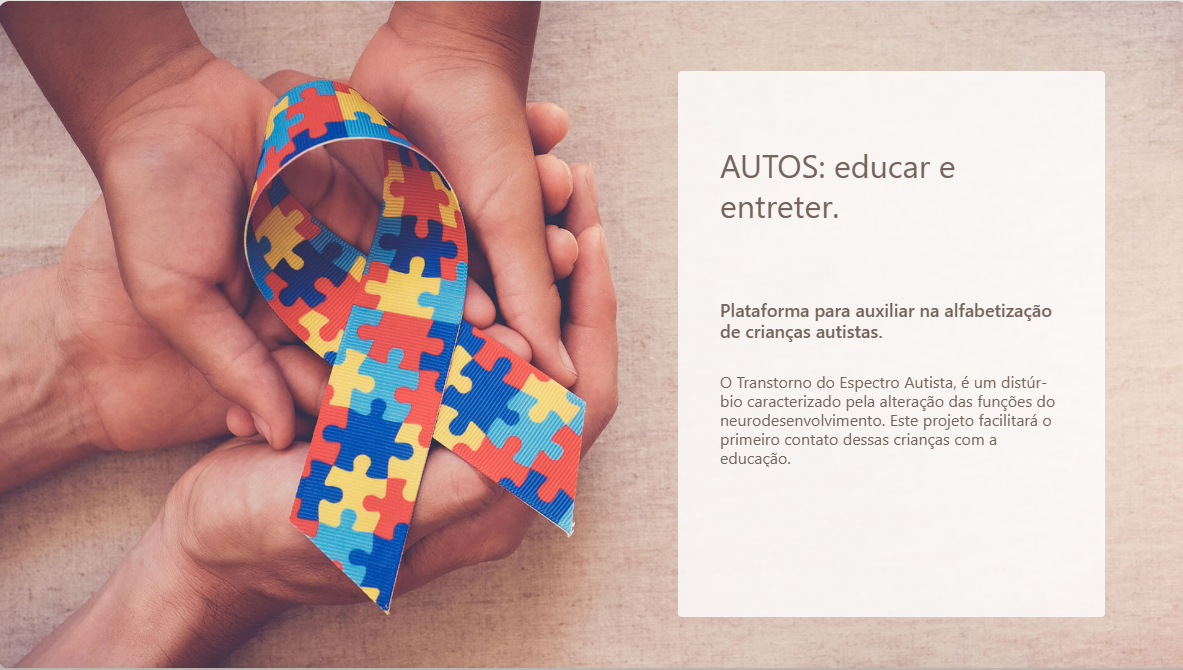 AUTOS: educar e
entreter.
Plataforma para auxiliar na alfabetização
de crianças autistas.
O Transtorno do Espectro Autista, é um distúr-
bio caracterizado pela alteração das funções do
neurodesenvolvimento. Este projeto facilitará o
primeiro contato dessas crianças com a
educação.